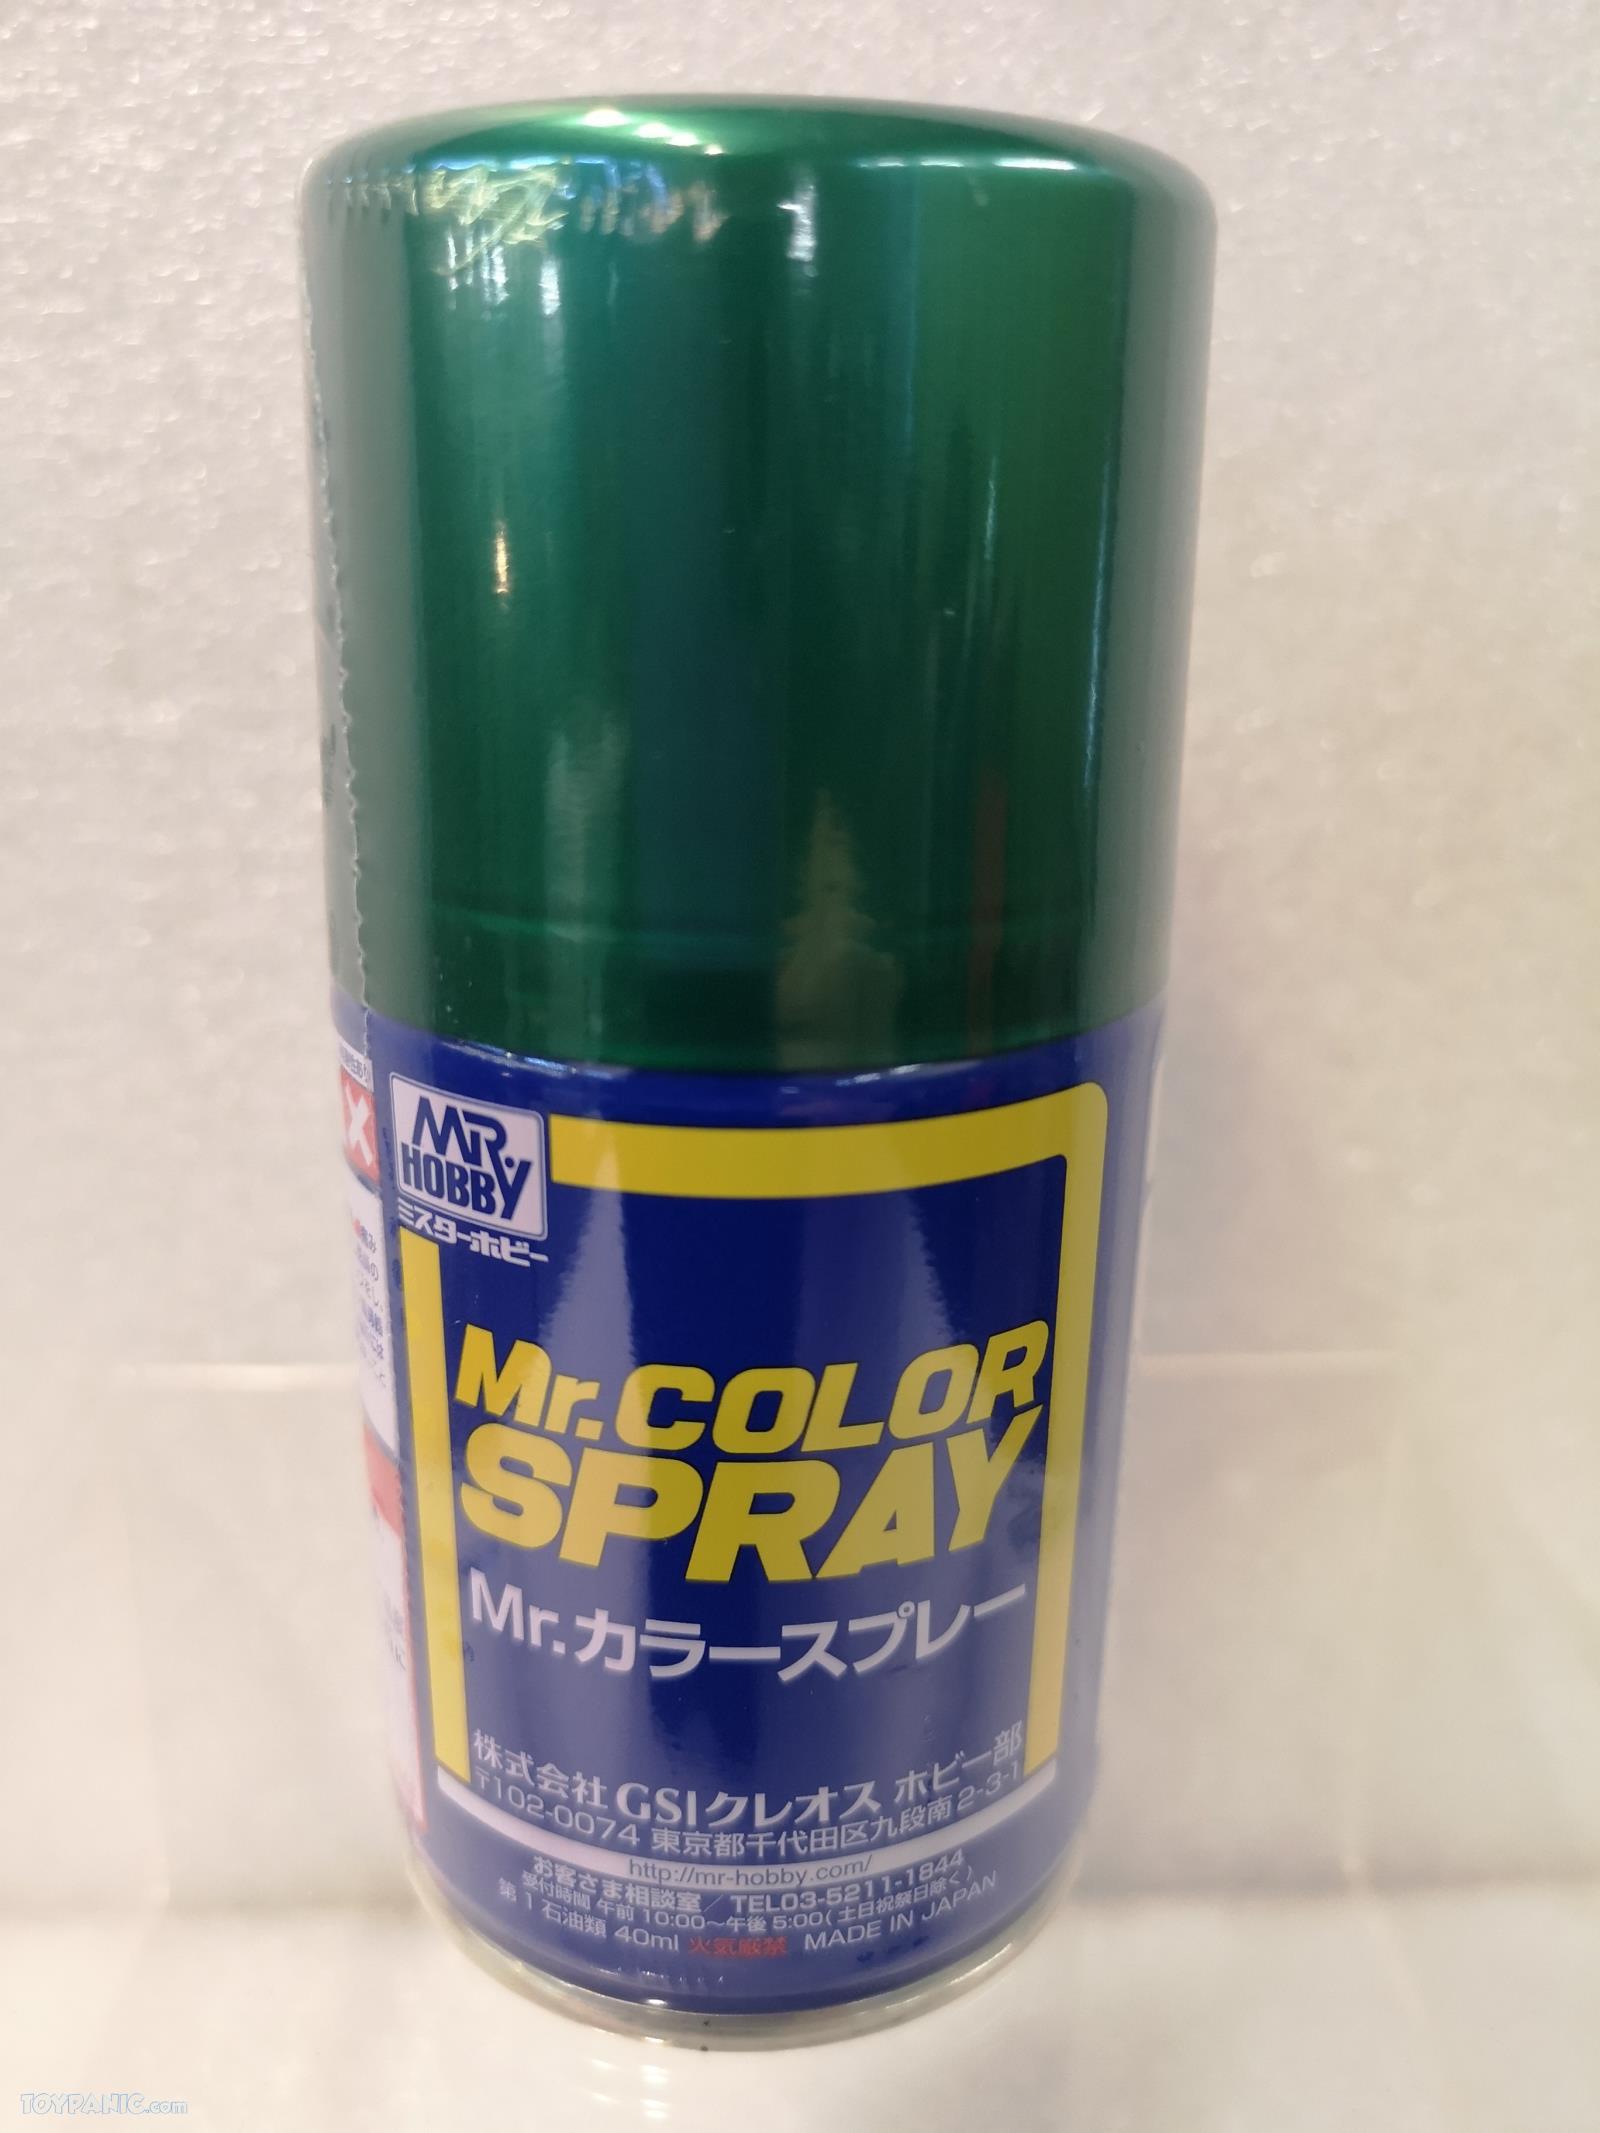 MR.
HOBBY
ミスターホビー
Mr.COLOR
SPRAY
Mr.カラースプレー
株式会社 GSIクレオス ホビー部
〒102-0074 東京都千代田区九段南2-3-1
http://mr-hobby.com/
お客さま相談室／TEL03-5211-1844
受付時間 午前 10:00〜午後 5:00(土日祝祭日除く)
第1石油類 40ml 火気厳禁 MADE IN JAPAN
TOYPANIC.com